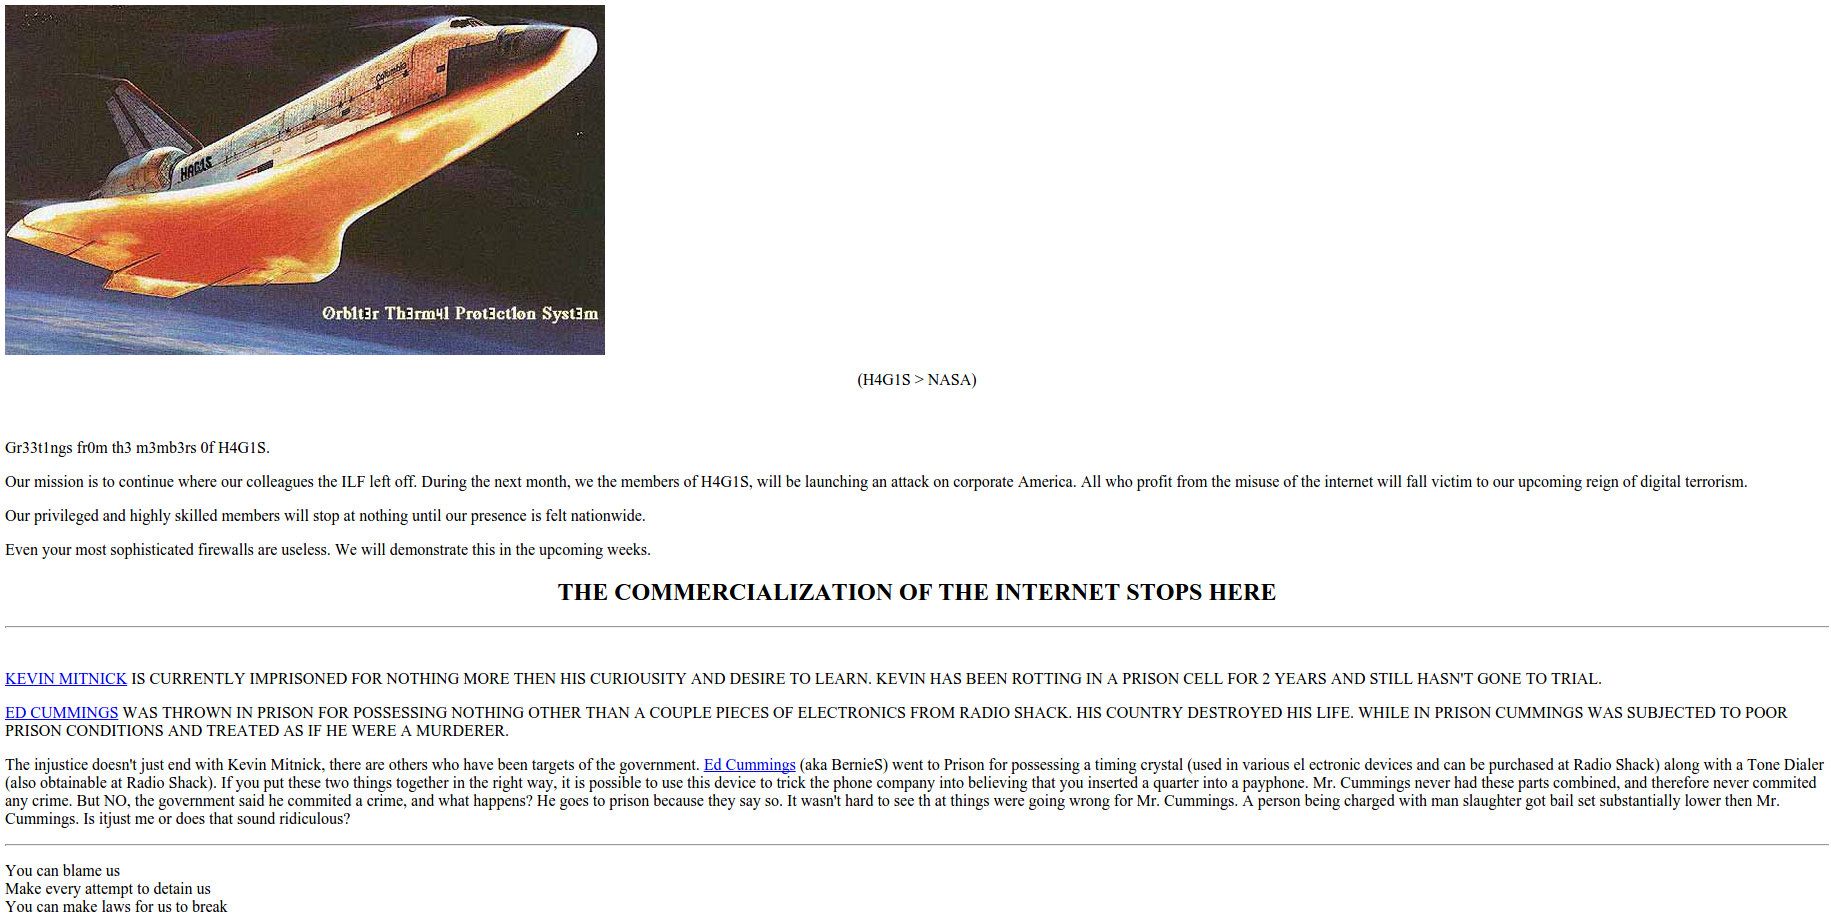 Columbia
HAG1S
Orb1tƎr ThƎrm4l ProtƎct1on SystƎm
(H4G1S > NASA)
Gr33t1ngs fr0m th3 m3mb3rs 0f H4G1S.
Our mission is to continue where our colleagues the ILF left off. During the next month, we the members of H4G1S, will be launching an attack on corporate America. All who profit from the misuse of the internet will fall victim to our upcoming reign of digital terrorism.
Our privileged and highly skilled members will stop at nothing until our presence is felt nationwide.
Even your most sophisticated firewalls are useless. We will demonstrate this in the upcoming weeks.
THE COMMERCIALIZATION OF THE INTERNET STOPS HERE
KEVIN MITNICK IS CURRENTLY IMPRISONED FOR NOTHING MORE THEN HIS CURIOUSITY AND DESIRE TO LEARN. KEVIN HAS BEEN ROTTING IN A PRISON CELL FOR 2 YEARS AND STILL HASN'T GONE TO TRIAL.
ED CUMMINGS WAS THROWN IN PRISON FOR POSSESSING NOTHING OTHER THAN A COUPLE PIECES OF ELECTRONICS FROM RADIO SHACK. HIS COUNTRY DESTROYED HIS LIFE. WHILE IN PRISON CUMMINGS WAS SUBJECTED TO POOR
PRISON CONDITIONS AND TREATED AS IF HE WERE A MURDERER.
The injustice doesn't just end with Kevin Mitnick, there are others who have been targets of the government. Ed Cummings (aka BernieS) went to Prison for possessing a timing crystal (used in various el ectronic devices and can be purchased at Radio Shack) along with a Tone Dialer
(also obtainable at Radio Shack). If you put these two things together in the right way, it is possible to use this device to trick the phone company into believing that you inserted a quarter into a payphone. Mr. Cummings never had these parts combined, and therefore never commited
any crime. But NO, the government said he commited a crime, and what happens? He goes to prison because they say so. It wasn't hard to see th at things were going wrong for Mr. Cummings. A person being charged with man slaughter got bail set substantially lower then Mr.
Cummings. Is itjust me or does that sound ridiculous?
You can blame us
Make every attempt to detain us
You can make laws for us to break